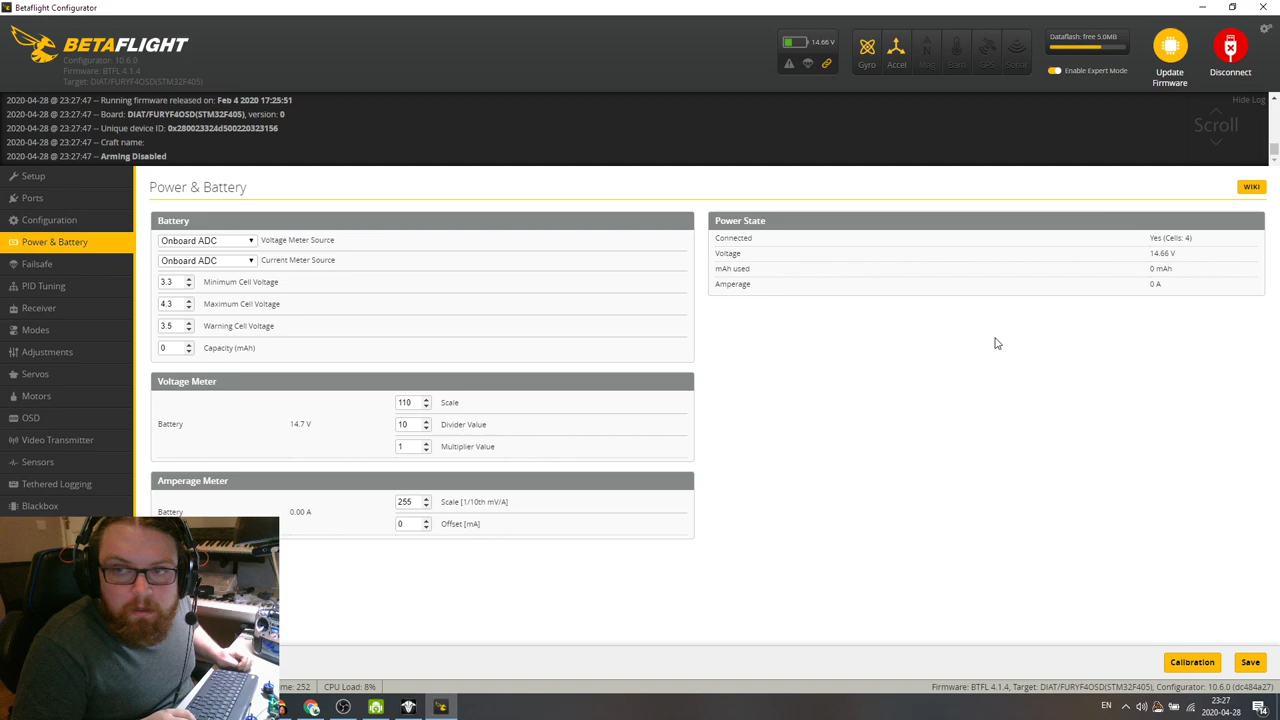 Betaflight Configurator
BETAFLIGHT
Configurator: 10.6.0
Firmware: BTFL 4.1.4
Target: DIAT/FURYF4OSD(STM32F405)
14.66 V
Gyro
Accel
Mag
Baro
GPS
Sonar
Dataflash: free 5.0MB
Enable Expert Mode
Update
Firmware
Disconnect
2020-04-28 @ 23:27:47 -- Running firmware released on: Feb 4 2020 17:25:51
Hide Log
2020-04-28 @ 23:27:47 -- Board: DIAT/FURYF4OSD(STM32F405), version: 0
2020-04-28 @ 23:27:47 -- Unique device ID: 0x280023324d500220323156
Scroll
2020-04-28 @ 23:27:47 -- Craft name:
2020-04-28 @ 23:27:47 -- Arming Disabled
Setup
Ports
Configuration
Power & Battery
Failsafe
PID Tuning
Receiver
Modes
Adjustments
Servos
Motors
OSD
Video Transmitter
Sensors
Tethered Logging
Blackbox
Power & Battery
WIKI
Battery
Onboard ADC Voltage Meter Source
Onboard ADC Current Meter Source
3.3 Minimum Cell Voltage
4.3 Maximum Cell Voltage
3.5 Warning Cell Voltage
0 Capacity (mAh)
Power State
Connected Yes (Cells: 4)
Voltage 14.66 V
mAh used 0 mAh
Amperage 0 A
Voltage Meter
Battery 14.7 V
110 Scale
10 Divider Value
1 Multiplier Value
Amperage Meter
Battery 0.00 A
255 Scale [1/10th mV/A]
0 Offset [mA]
Calibration
Save
me: 252 CPU Load: 8%
Firmware: BTFL 4.1.4, Target: DIAT/FURYF4OSD(STM32F405), Configurator: 10.6.0 (dc484a27)
EN
23:27
2020-04-28
14